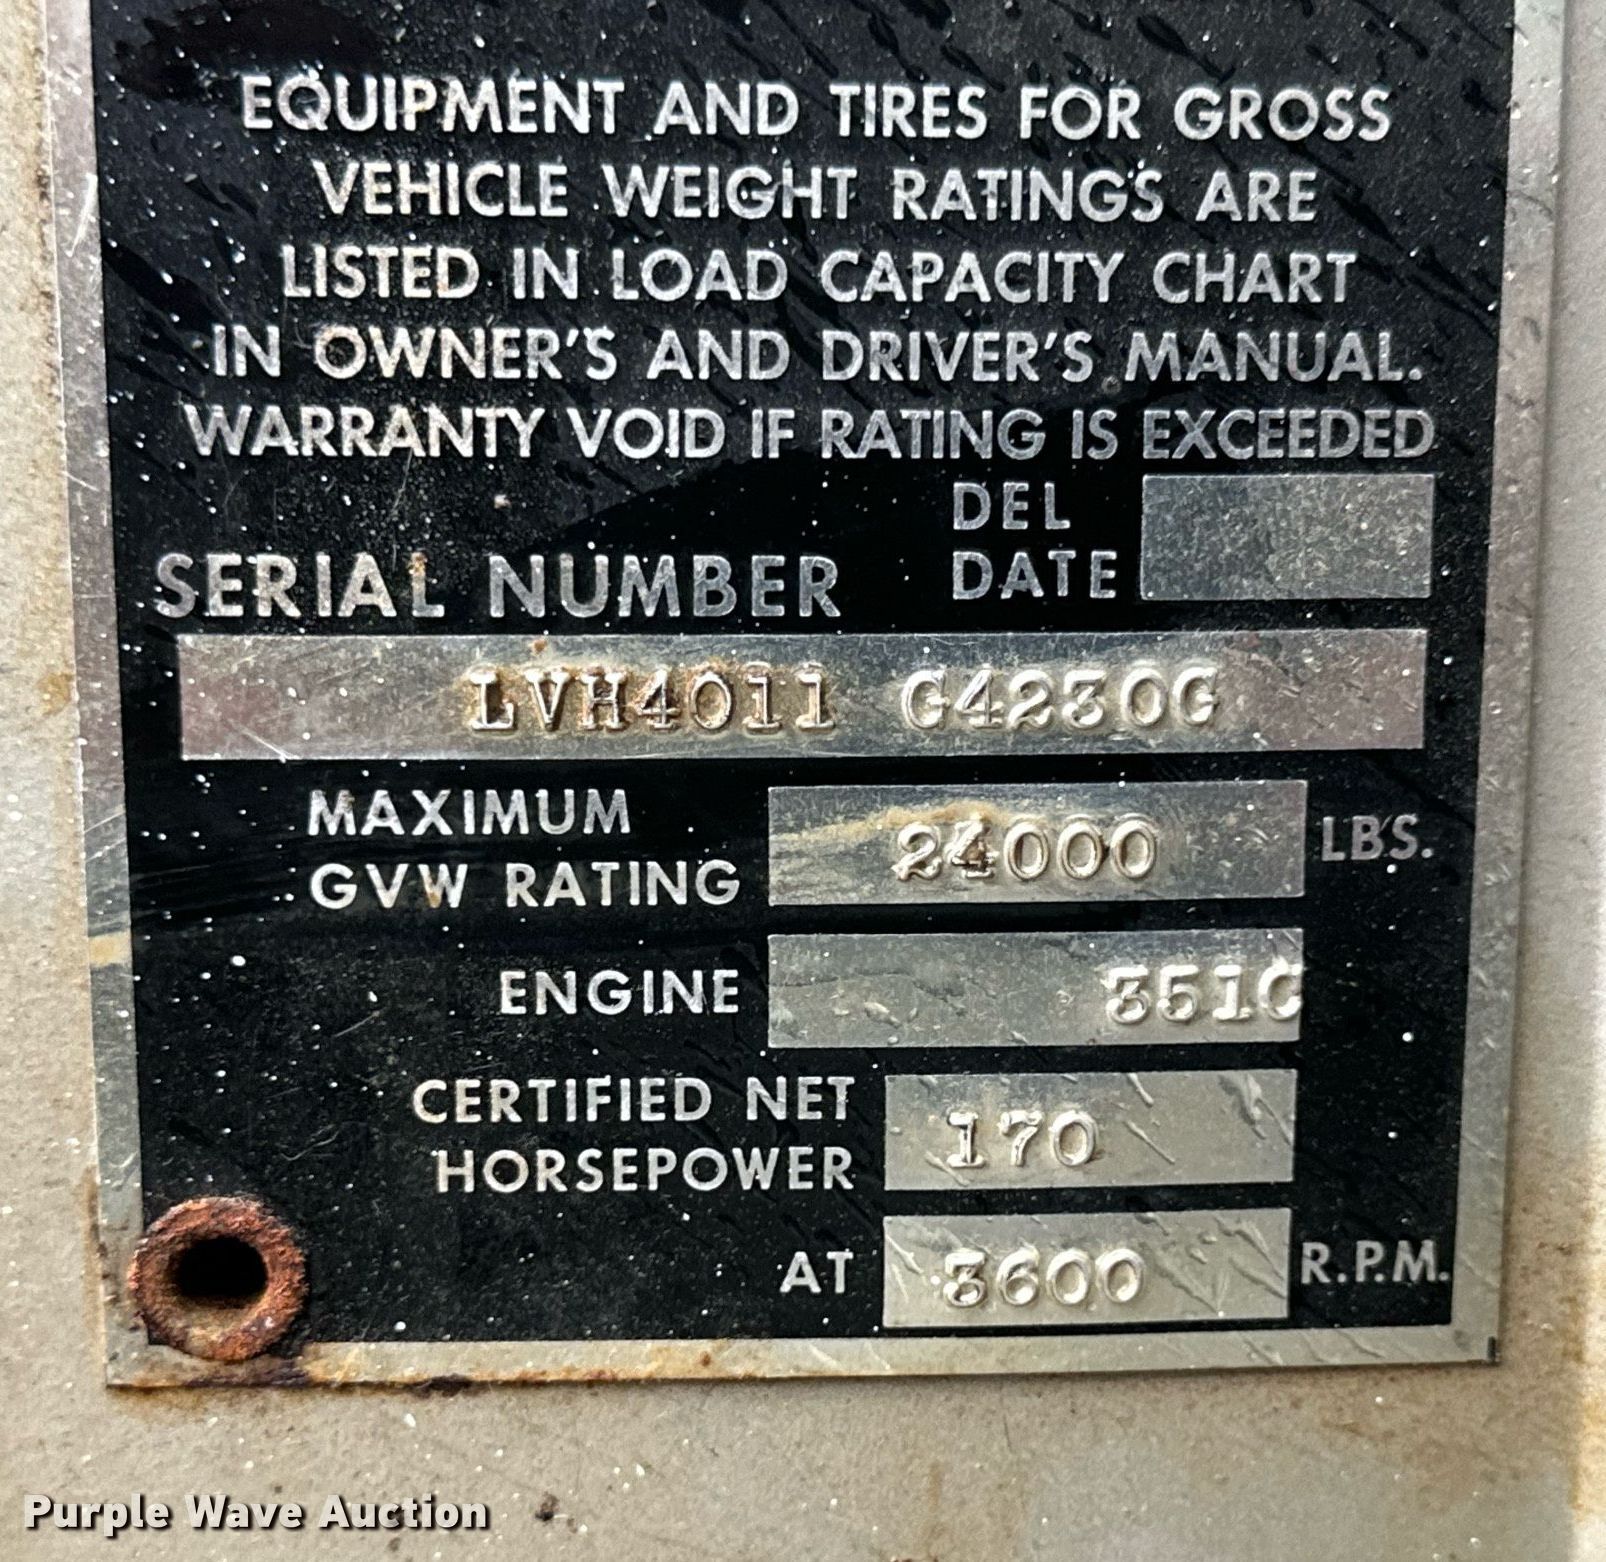 EQUIPMENT AND TIRES FOR GROSS
VEHICLE WEIGHT RATINGS ARE
LISTED IN LOAD CAPACITY CHART
IN OWNER'S AND DRIVER'S MANUAL.
WARRANTY VOID IF RATING IS EXCEEDED
DEL
DATE
SERIAL NUMBER
LVH4011 G4230G
MAXIMUM
GVW RATING 24000 LBS.
ENGINE 351C
CERTIFIED NET
HORSEPOWER 170
AT 3600 R.P.M.
Purple Wave Auction